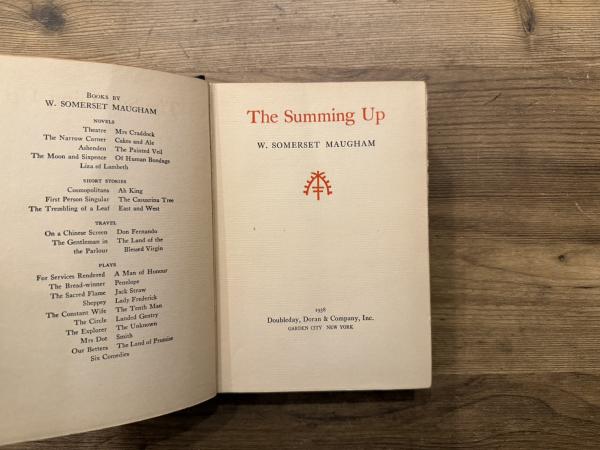 BOOKS BY
W. SOMERSET MAUGHAM
NOVELS
Theatre Mrs Craddock
The Narrow Corner Cakes and Ale
Ashenden The Painted Veil
The Moon and Sixpence Of Human Bondage
Liza of Lambeth
SHORT STORIES
Cosmopolitans Ah King
First Person Singular The Casuarina Tree
The Trembling of a Leaf East and West
TRAVEL
On a Chinese Screen Don Fernando
The Gentleman in The Land of the
the Parlour Blessed Virgin
PLAYS
For Services Rendered A Man of Honour
The Bread-winner Penelope
The Sacred Flame Jack Straw
Sheppey Lady Frederick
The Constant Wife The Tenth Man
The Circle Landed Gentry
The Explorer The Unknown
Mrs Dot Smith
Our Betters The Land of Promise
Six Comedies
The Summing Up
W. SOMERSET MAUGHAM
1938
Doubleday, Doran & Company, Inc.
GARDEN CITY NEW YORK